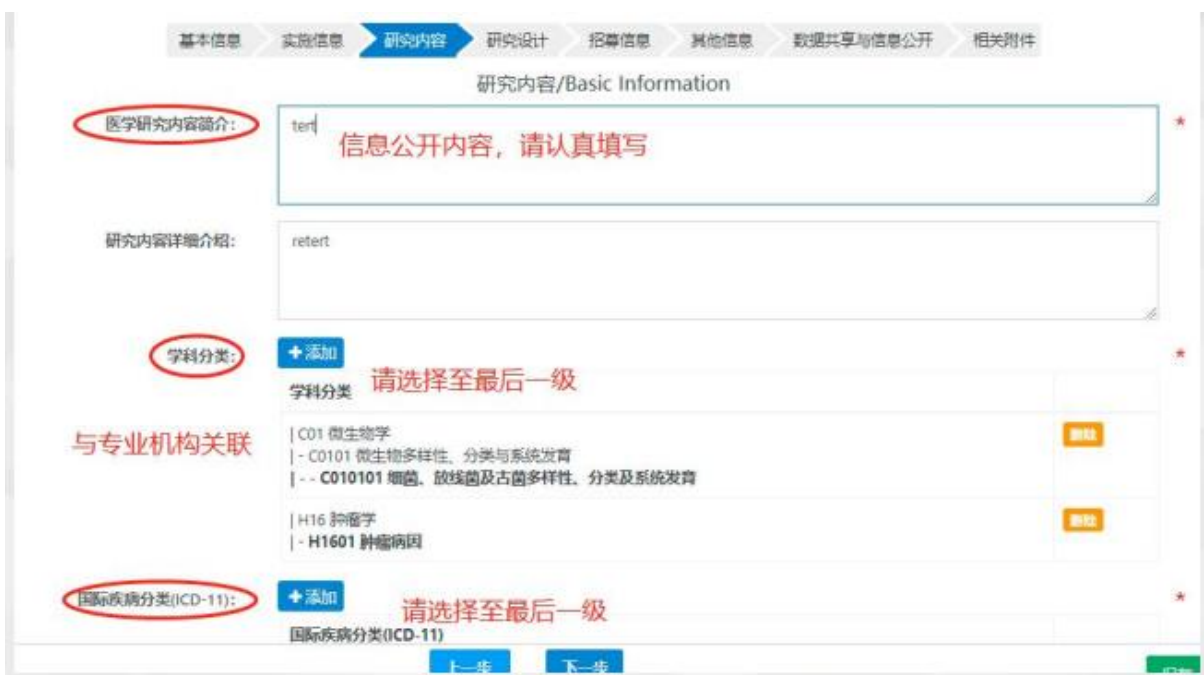 基本信息 实施信息 研究内容 研究设计 招募信息 其他信息 数据共享与信息公开 相关附件
研究内容/Basic Information
医学研究内容简介: tert *
信息公开内容，请认真填写
研究内容详细介绍: retert
学科分类: +添加 *
请选择至最后一级
学科分类
与专业机构关联
| C01 微生物学 删除
| - C0101 微生物多样性、分类与系统发育
| - - C010101 细菌、放线菌及古菌多样性、分类及系统发育
| H16 肿瘤学 删除
| - H1601 肿瘤病因
国际疾病分类(ICD-11): +添加 *
请选择至最后一级
国际疾病分类(ICD-11)
上一步 下一步 保存